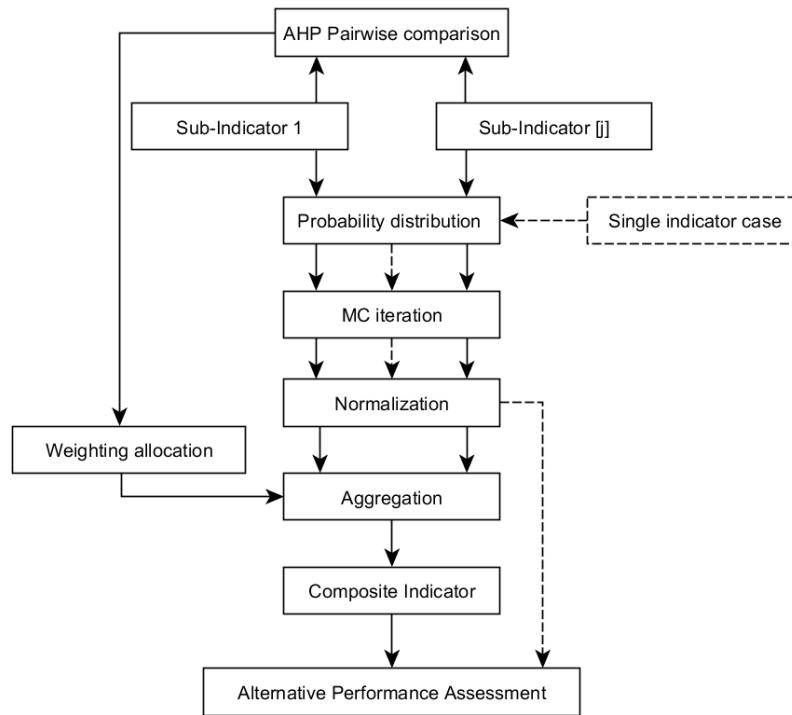 AHP Pairwise comparison
Sub-Indicator 1
Sub-Indicator [j]
Probability distribution
Single indicator case
MC iteration
Normalization
Weighting allocation
Aggregation
Composite Indicator
Alternative Performance Assessment